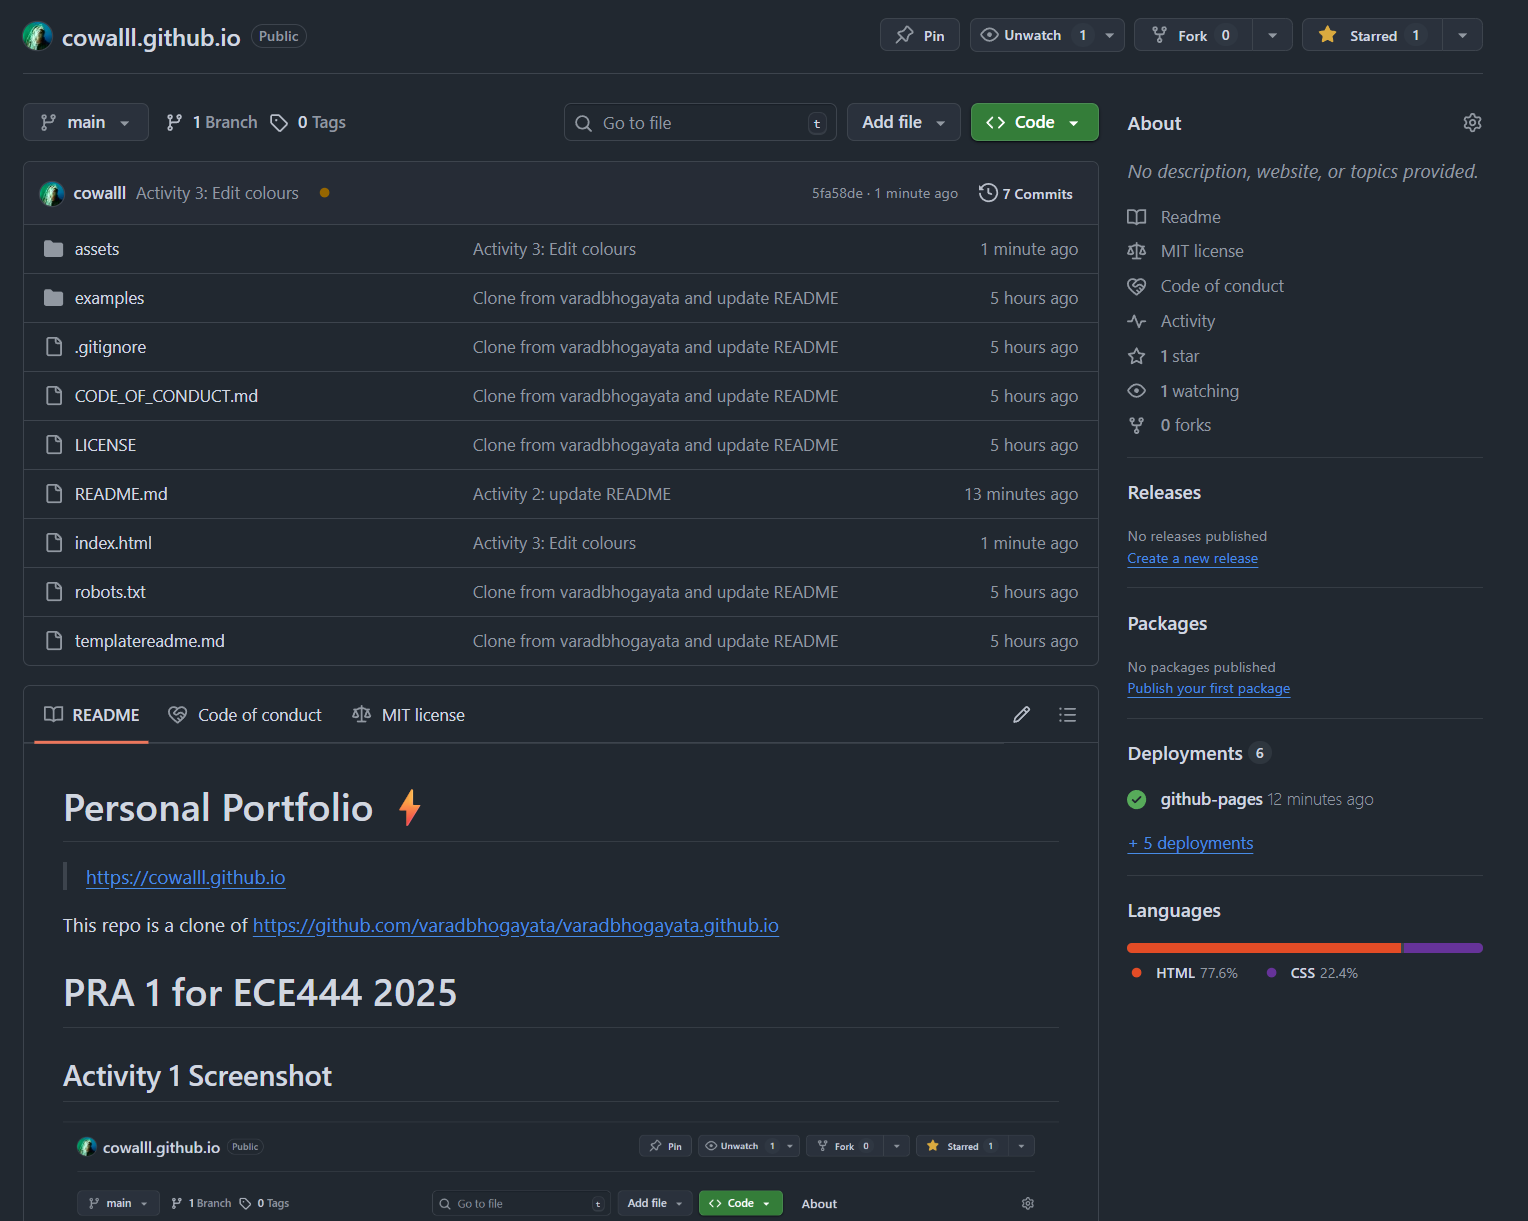 cowalll.github.io Public Pin Unwatch 1 Fork 0 Starred 1
main 1 Branch 0 Tags Go to file t Add file Code
cowalll Activity 3: Edit colours 5fa58de · 1 minute ago 7 Commits
assets Activity 3: Edit colours 1 minute ago
examples Clone from varadbhogayata and update README 5 hours ago
.gitignore Clone from varadbhogayata and update README 5 hours ago
CODE_OF_CONDUCT.md Clone from varadbhogayata and update README 5 hours ago
LICENSE Clone from varadbhogayata and update README 5 hours ago
README.md Activity 2: update README 13 minutes ago
index.html Activity 3: Edit colours 1 minute ago
robots.txt Clone from varadbhogayata and update README 5 hours ago
templatereadme.md Clone from varadbhogayata and update README 5 hours ago
README Code of conduct MIT license
Personal Portfolio ⚡
https://cowalll.github.io
This repo is a clone of https://github.com/varadbhogayata/varadbhogayata.github.io
PRA 1 for ECE444 2025
Activity 1 Screenshot
cowalll.github.io Public Pin Unwatch 1 Fork 0 Starred 1
main 1 Branch 0 Tags Go to file t Add file Code About
About
No description, website, or topics provided.
Readme
MIT license
Code of conduct
Activity
1 star
1 watching
0 forks
Releases
No releases published
Create a new release
Packages
No packages published
Publish your first package
Deployments 6
github-pages 12 minutes ago
+ 5 deployments
Languages
HTML 77.6% CSS 22.4%